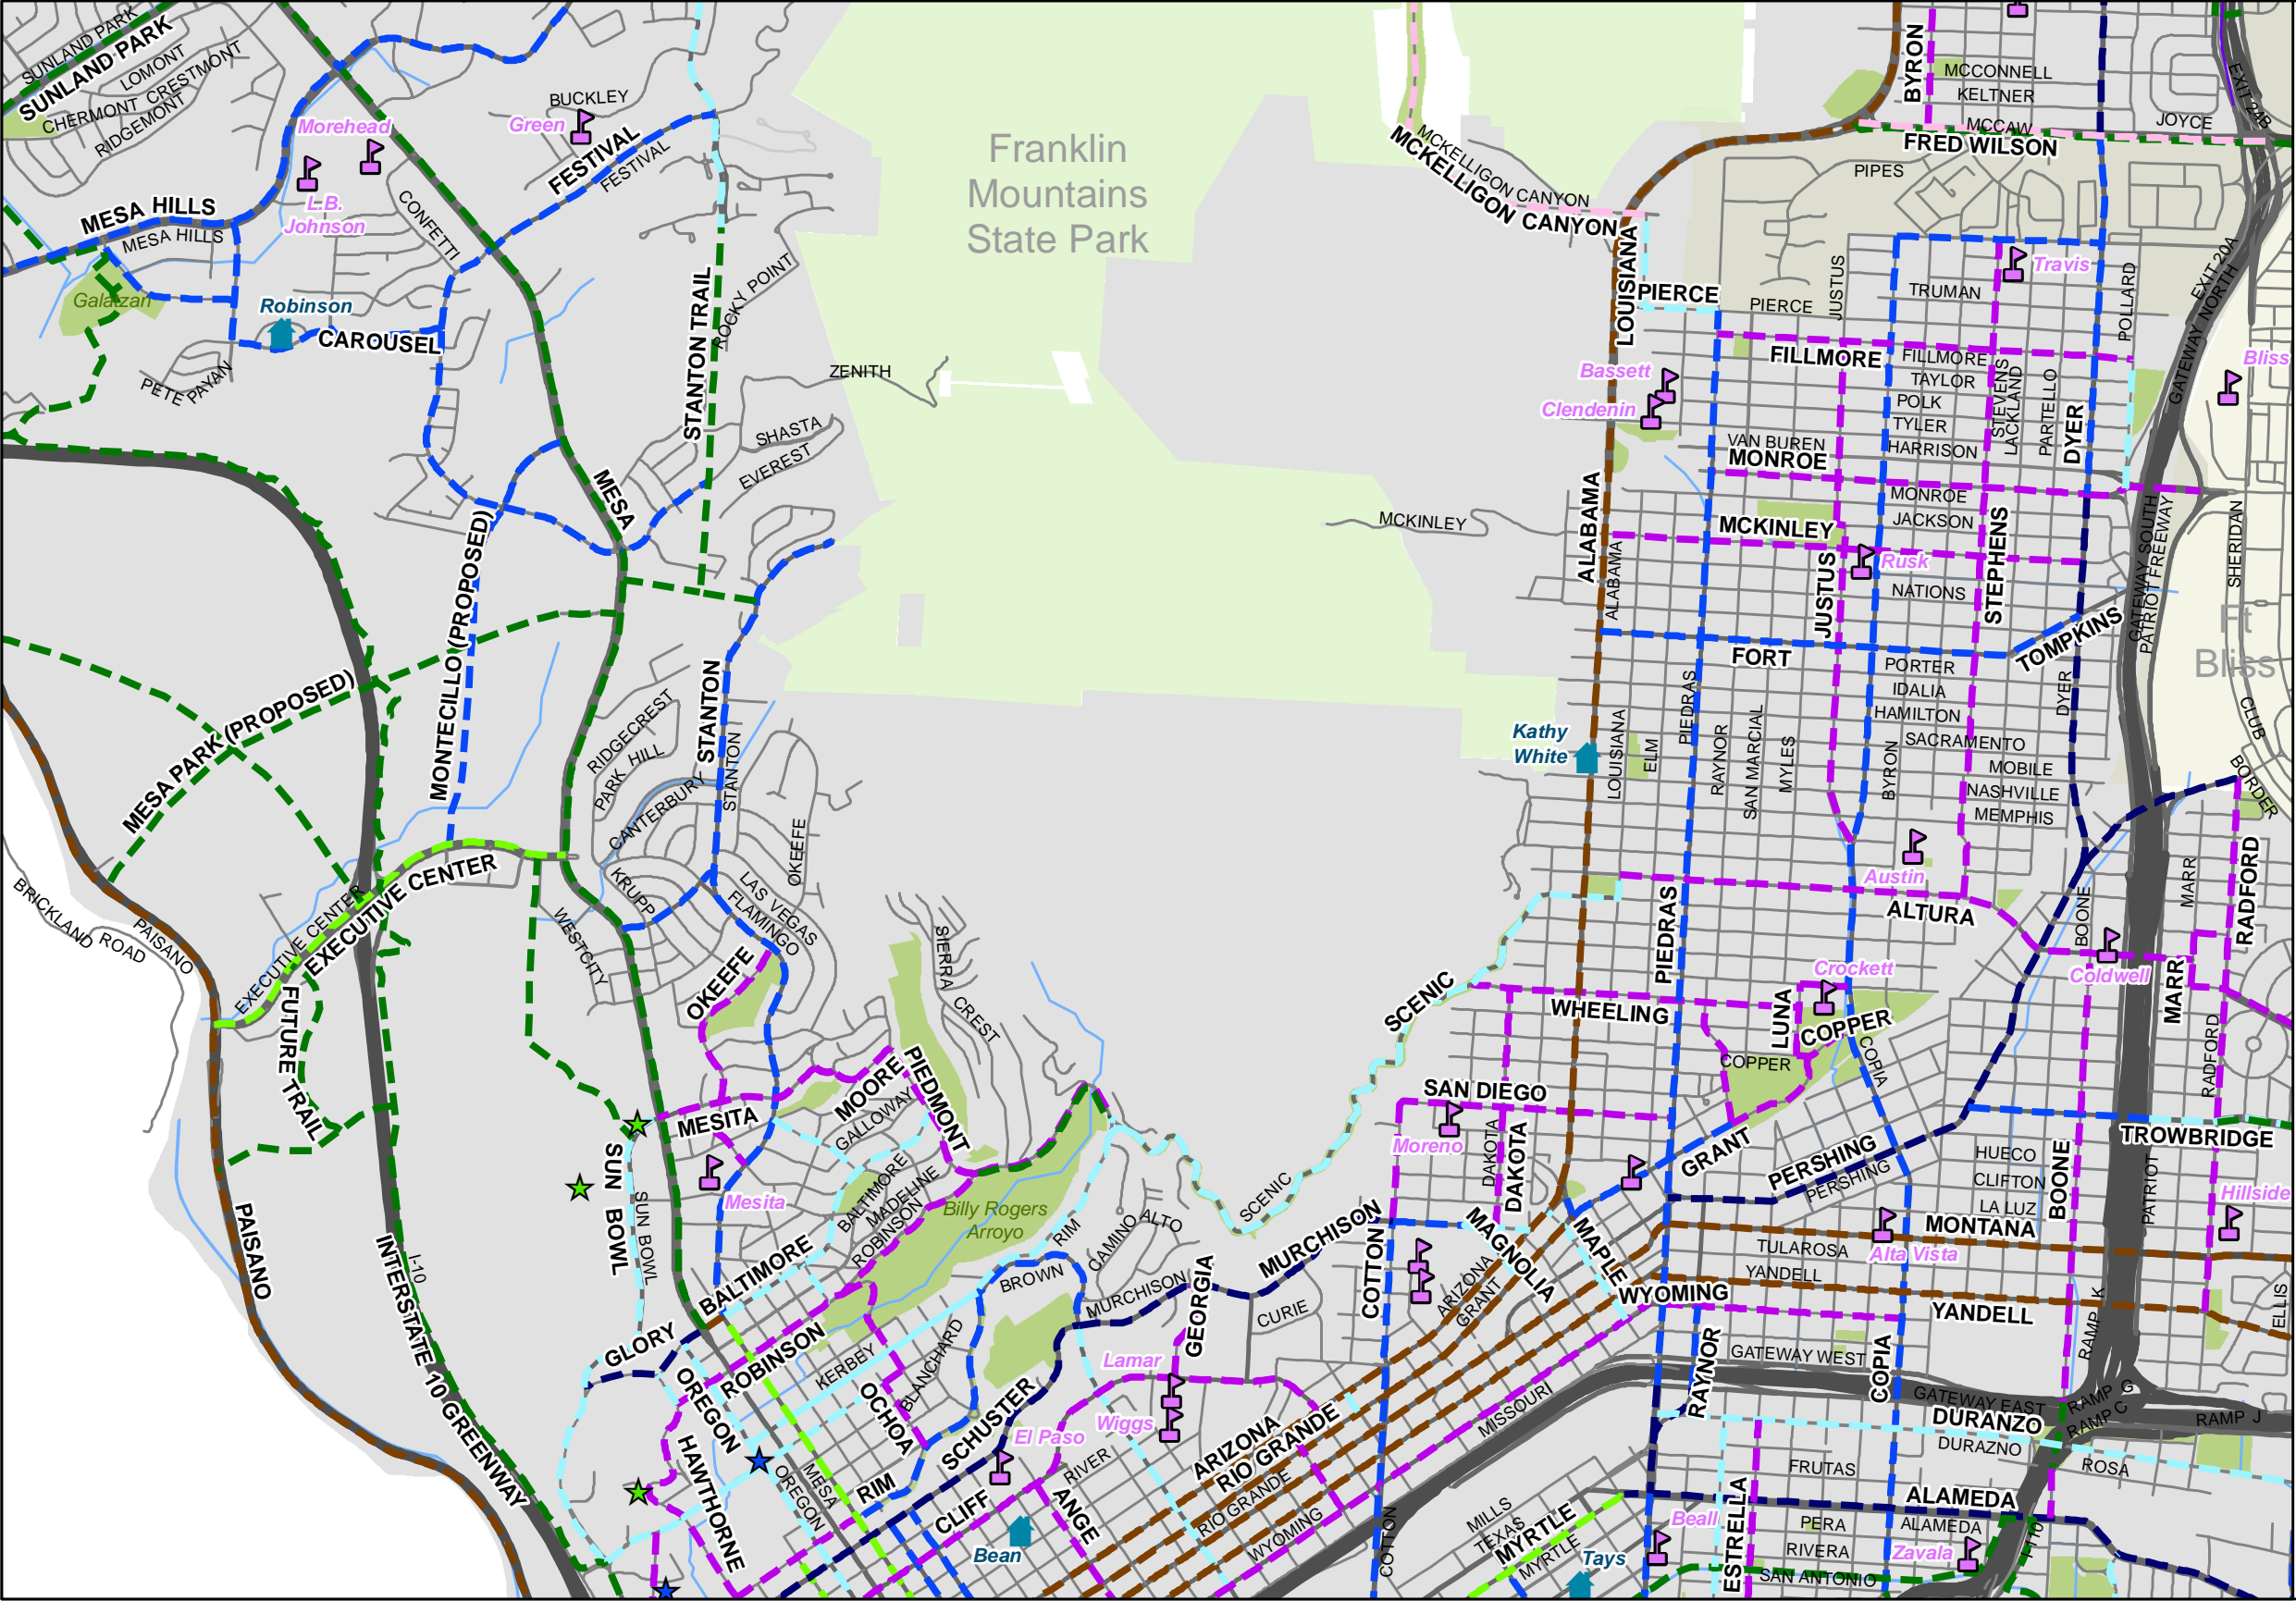 SUNLAND PARK
SUNLAND PARK
LOMONT
CHERMONT
CRESTMONT
RIDGEMONT
Morehead
L.B.
Johnson
Green
BUCKLEY
FESTIVAL
FESTIVAL
CONFETTI
MESA HILLS
MESA HILLS
Galatzan
Robinson
CAROUSEL
PETE PAYAN
STANTON TRAIL
ROCKY POINT
ZENITH
SHASTA
EVEREST
MESA
Franklin
Mountains
State Park
MCKELLIGON CANYON
MCKELLIGON CANYON
BYRON
MCCONNELL
KELTNER
MCCAW
JOYCE
FRED WILSON
PIPES
EXIT 24B
EXIT 20A
GATEWAY NORTH
LOUISIANA
PIERCE
PIERCE
JUSTUS
TRUMAN
Travis
POLLARD
FILLMORE
FILLMORE
TAYLOR
POLK
TYLER
HARRISON
STEVENS
LACKLAND
PARTELLO
DYER
Bassett
Clendenin
Bliss
VAN BUREN
MONROE
MONROE
JACKSON
MCKINLEY
MCKINLEY
ALABAMA
ALABAMA
Rusk
NATIONS
JUSTUS
STEPHENS
GATEWAY SOUTH
PATRIOT FREEWAY
SHERIDAN
Ft
Bliss
TOMPKINS
FORT
PORTER
IDALIA
HAMILTON
SACRAMENTO
MOBILE
NASHVILLE
MEMPHIS
DYER
CLUB
BORDER
Kathy
White
LOUISIANA
ELM
PIEDRAS
RAYNOR
SAN MARCIAL
MYLES
BYRON
Austin
ALTURA
BOONE
MARR
RADFORD
Coldwell
MARR
RADFORD
MONTECILLO (PROPOSED)
MESA PARK (PROPOSED)
STANTON
STANTON
RIDGECREST
PARK HILL
CANTERBURY
OKEEFE
KRUPP
LAS VEGAS
FLAMINGO
WESTCITY
EXECUTIVE CENTER
EXECUTIVE CENTER
BRICKLAND
ROAD
PAISANO
FUTURE TRAIL
OKEEFE
SIERRA
CREST
PIEDMONT
MOORE
GALLOWAY
MESITA
Mesita
BALTIMORE
MADELINE
ROBINSON
Billy Rogers
Arroyo
SCENIC
SCENIC
PIEDRAS
WHEELING
LUNA
Crockett
COPPER
COPPER
COPIA
SAN DIEGO
Moreno
DAKOTA
DAKOTA
GRANT
PERSHING
PERSHING
TROWBRIDGE
HUECO
CLIFTON
LA LUZ
BOONE
PATRIOT
Hillside
MONTANA
Alta Vista
TULAROSA
YANDELL
YANDELL
WYOMING
RAMP K
ELLIS
SUN BOWL
SUN BOWL
PAISANO
INTERSTATE 10 GREENWAY
I-10
BALTIMORE
GLORY
ROBINSON
OREGON
OREGON
MESA
KERBEY
BLANCHARD
OCHOA
HAWTHORNE
RIM
RIM
BROWN
CAMINO
ALTO
MURCHISON
MURCHISON
GEORGIA
CURIE
COTTON
MAGNOLIA
MAPLE
ARIZONA
GRANT
Lamar
Wiggs
El Paso
SCHUSTER
CLIFF
RIVER
ANGE
Bean
ARIZONA
RIO GRANDE
RIO GRANDE
WYOMING
MISSOURI
COTTON
RAYNOR
GATEWAY WEST
COPIA
GATEWAY EAST
RAMP G
RAMP C
RAMP J
DURANZO
DURAZNO
ROSA
FRUTAS
ESTRELLA
ALAMEDA
ALAMEDA
PERA
RIVERA
SAN ANTONIO
Beall
Zavala
I-10
MILLS
TEXAS
MYRTLE
MYRTLE
Tays